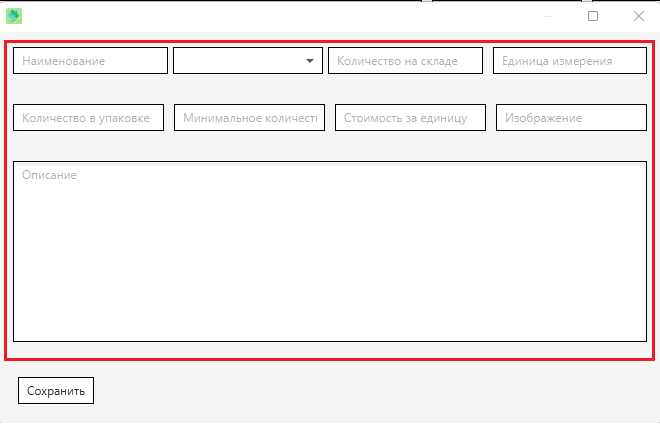 Наименование
Количество на складе
Единица измерения
Количество в упаковке
Минимальное количест
Стоимость за единицу
Изображение
Описание
Сохранить